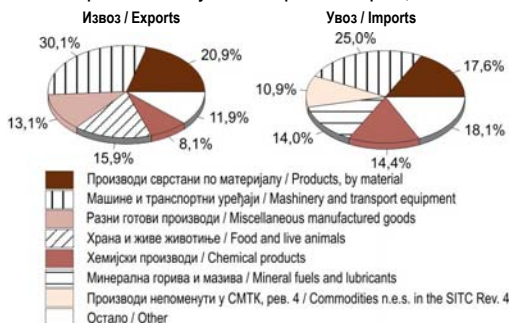 Извоз / Exports
Увоз / Imports
30,1%
20,9%
11,9%
8,1%
15,9%
13,1%
25,0%
17,6%
18,1%
14,4%
14,0%
10,9%
Производи сврстани по материјалу / Products, by material
Машине и транспортни уређаји / Mashinery and transport equipment
Разни готови производи / Miscellaneous manufactured goods
Храна и живе животиње / Food and live animals
Хемијски производи / Chemical products
Минерална горива и мазива / Mineral fuels and lubricants
Производи непоменути у СМТК, рев. 4 / Commodities n.e.s. in the SITC Rev. 4
Остало / Other